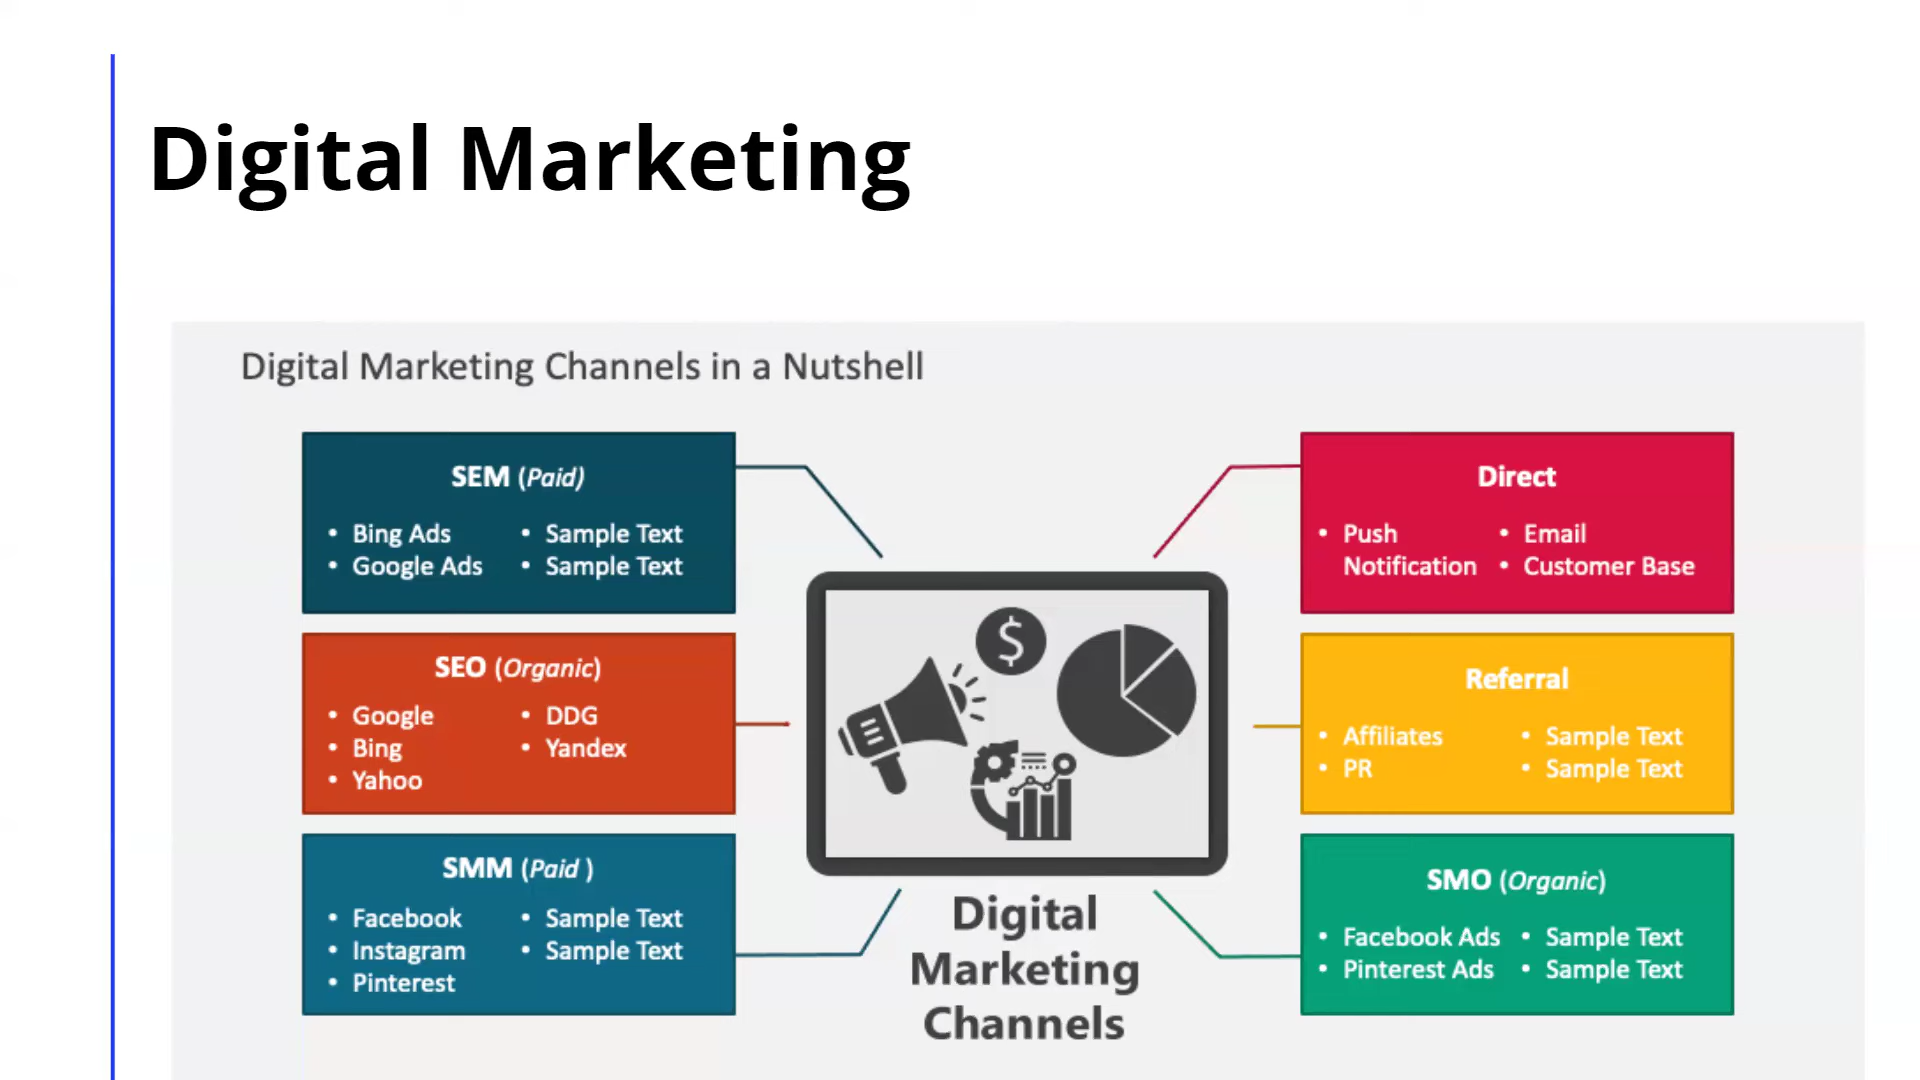 Digital Marketing
Digital Marketing Channels in a Nutshell
SEM (Paid)
• Bing Ads
• Google Ads
• Sample Text
• Sample Text
SEO (Organic)
• Google
• Bing
• Yahoo
• DDG
• Yandex
SMM (Paid )
• Facebook
• Instagram
• Pinterest
• Sample Text
• Sample Text
$
Digital
Marketing
Channels
Direct
• Push
Notification
• Email
• Customer Base
Referral
• Affiliates
• PR
• Sample Text
• Sample Text
SMO (Organic)
• Facebook Ads
• Pinterest Ads
• Sample Text
• Sample Text